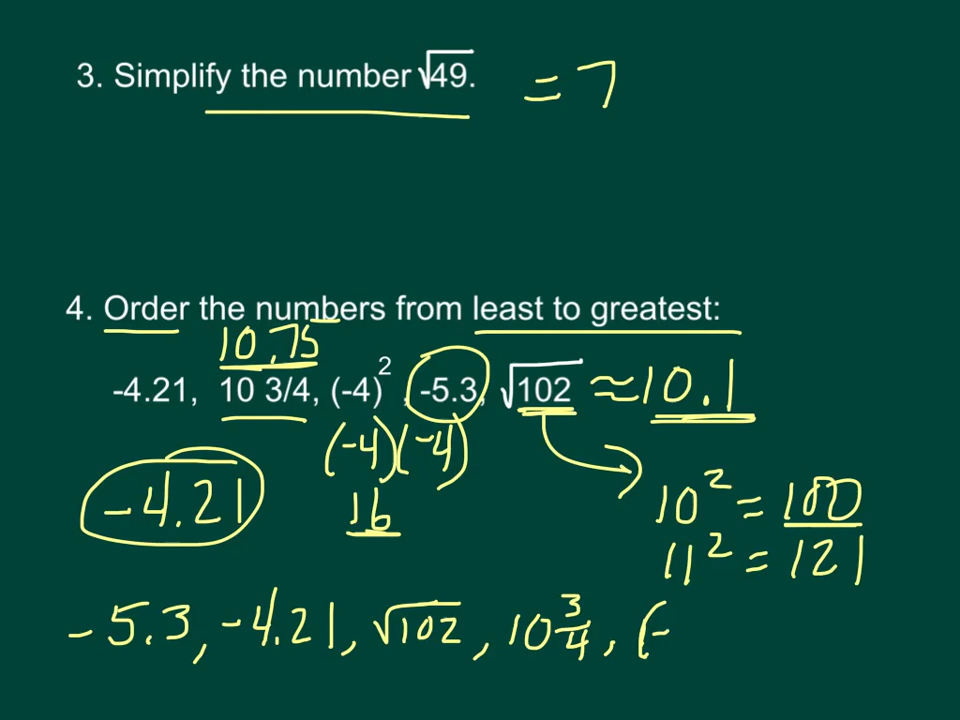 3. Simplify the number √49. = 7
4. Order the numbers from least to greatest:
10.75
-4.21, 10 3/4, (-4)², -5.3, √102 ≈ 10.1
(-4)(-4)
-4.21
16
10² = 100
11² = 121
-5.3, -4.21, √102, 10 3/4, (-